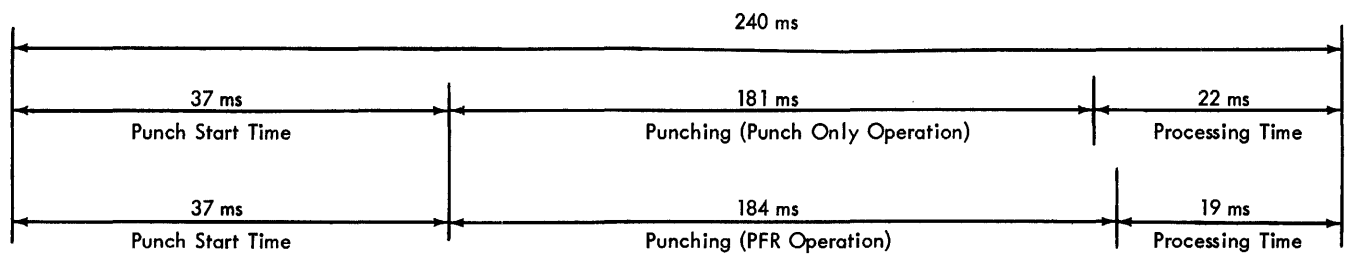 240 ms
37 ms 181 ms 22 ms
Punch Start Time Punching (Punch Only Operation) Processing Time
37 ms 184 ms 19 ms
Punch Start Time Punching (PFR Operation) Processing Time